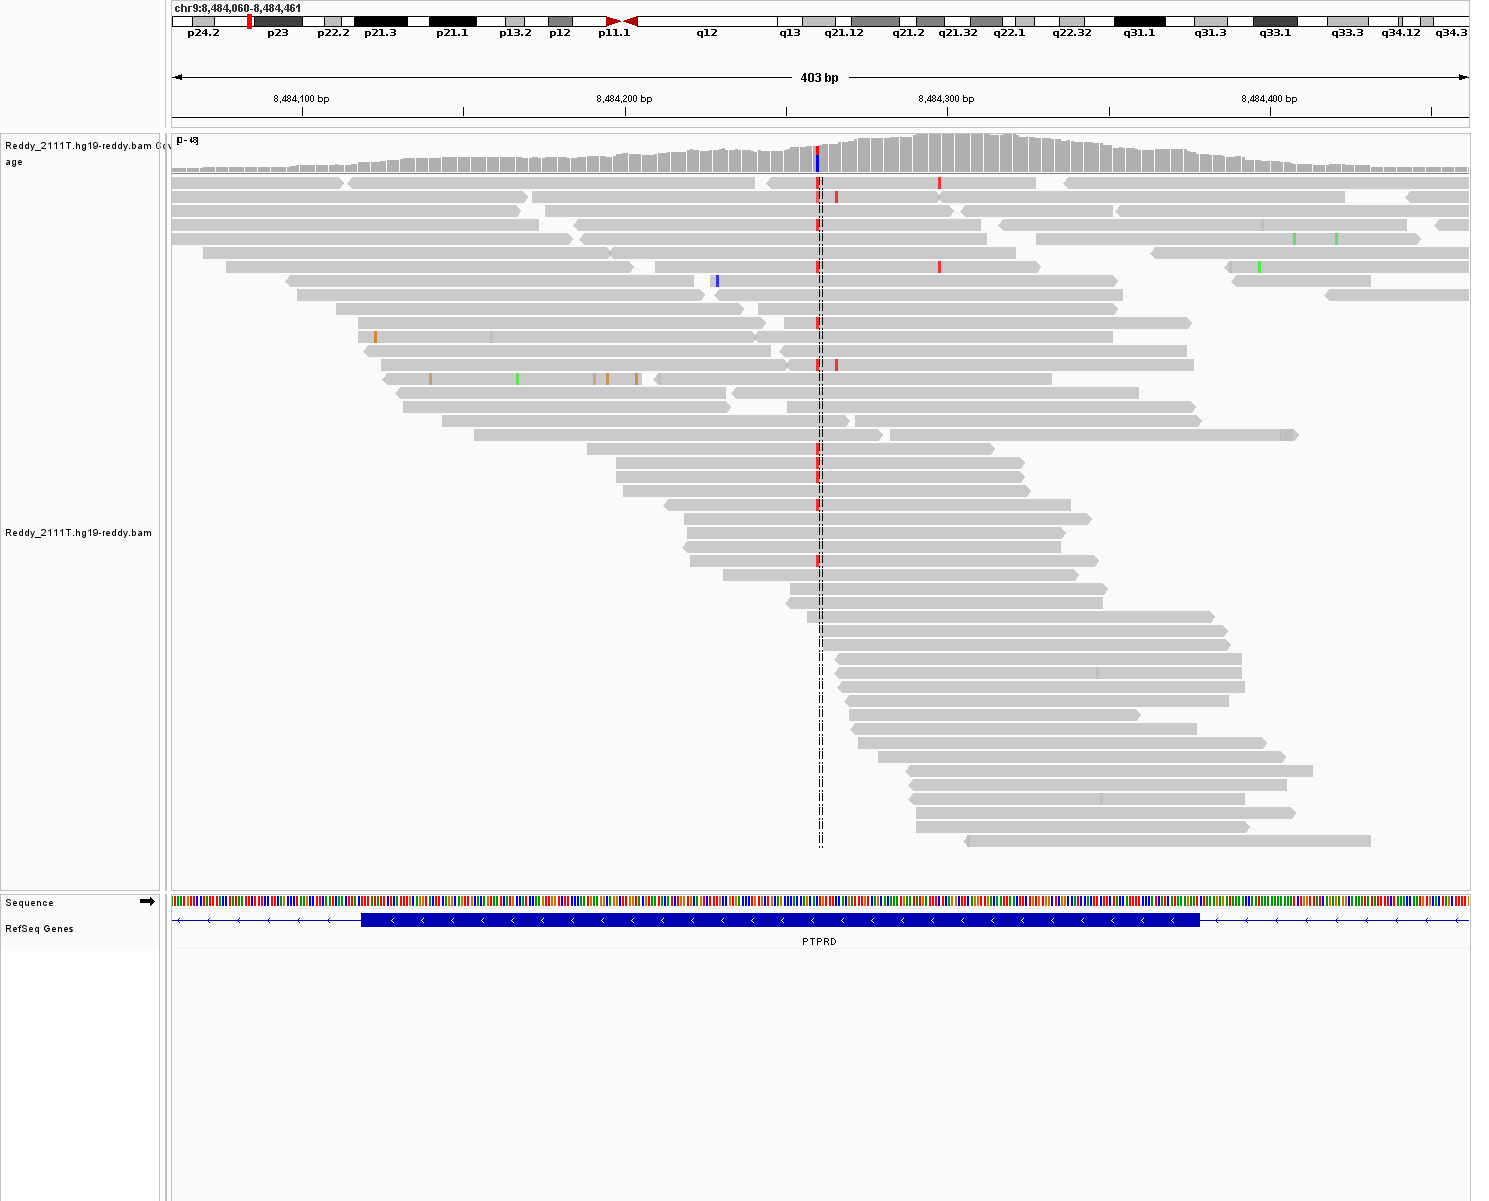 chr9:8,484,060-8,484,461
p24.2 p23 p22.2 p21.3 p21.1 p13.2 p12 p11.1 q12 q13 q21.12 q21.2 q21.32 q22.1 q22.32 q31.1 q31.3 q33.1 q33.3 q34.12 q34.3
403 bp
8,484,100 bp 8,484,200 bp 8,484,300 bp 8,484,400 bp
Reddy_2111T.hg19-reddy.bam Cov
age
Reddy_2111T.hg19-reddy.bam
Sequence
RefSeq Genes
PTPRD